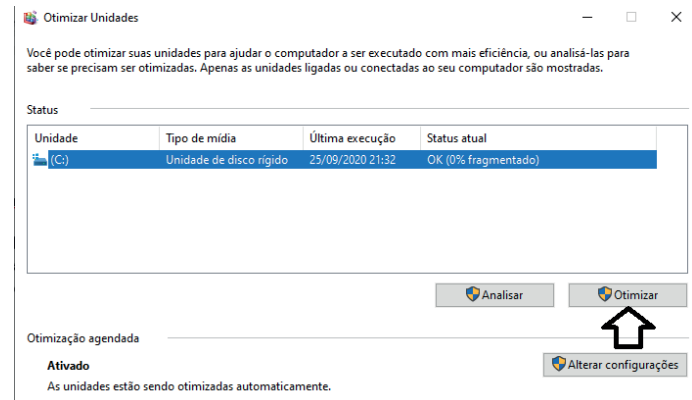 Otimizar Unidades
Você pode otimizar suas unidades para ajudar o computador a ser executado com mais eficiência, ou analisá-las para
saber se precisam ser otimizadas. Apenas as unidades ligadas ou conectadas ao seu computador são mostradas.
Status
Unidade Tipo de mídia Última execução Status atual
(C:) Unidade de disco rígido 25/09/2020 21:32 OK (0% fragmentado)
Analisar Otimizar
Otimização agendada
Ativado Alterar configurações
As unidades estão sendo otimizadas automaticamente.